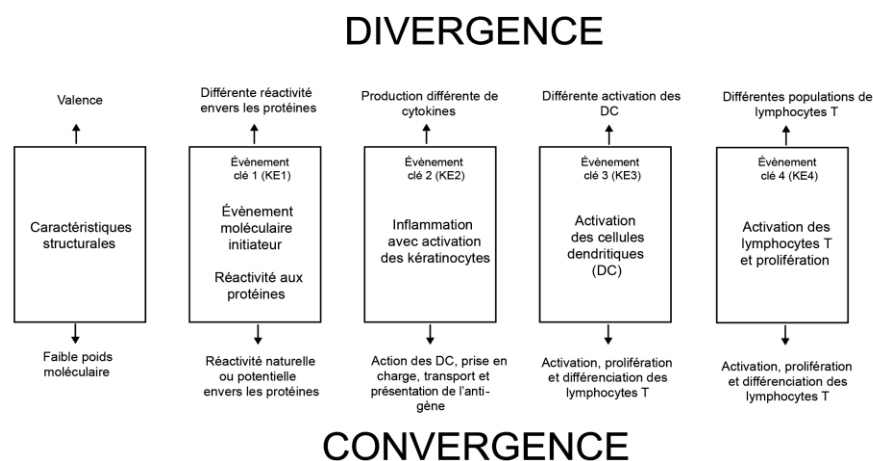 DIVERGENCE
Valence
Différente réactivité
envers les protéines
Production différente de
cytokines
Différente activation des
DC
Différentes populations de
lymphocytes T
Caractéristiques
structurales
Évènement
clé 1 (KE1)
Évènement
moléculaire
initiateur
Réactivité aux
protéines
Évènement
clé 2 (KE2)
Inflammation
avec activation
des kératinocytes
Évènement
clé 3 (KE3)
Activation
des cellules
dendritiques
(DC)
Évènement
clé 4 (KE4)
Activation des
lymphocytes T
et prolifération
Faible poids
moléculaire
Réactivité naturelle
ou potentielle
envers les protéines
Action des DC, prise en
charge, transport et
présentation de l'anti-
gène
Activation, prolifération
et différenciation des
lymphocytes T
Activation, prolifération
et différenciation des
lymphocytes T
CONVERGENCE